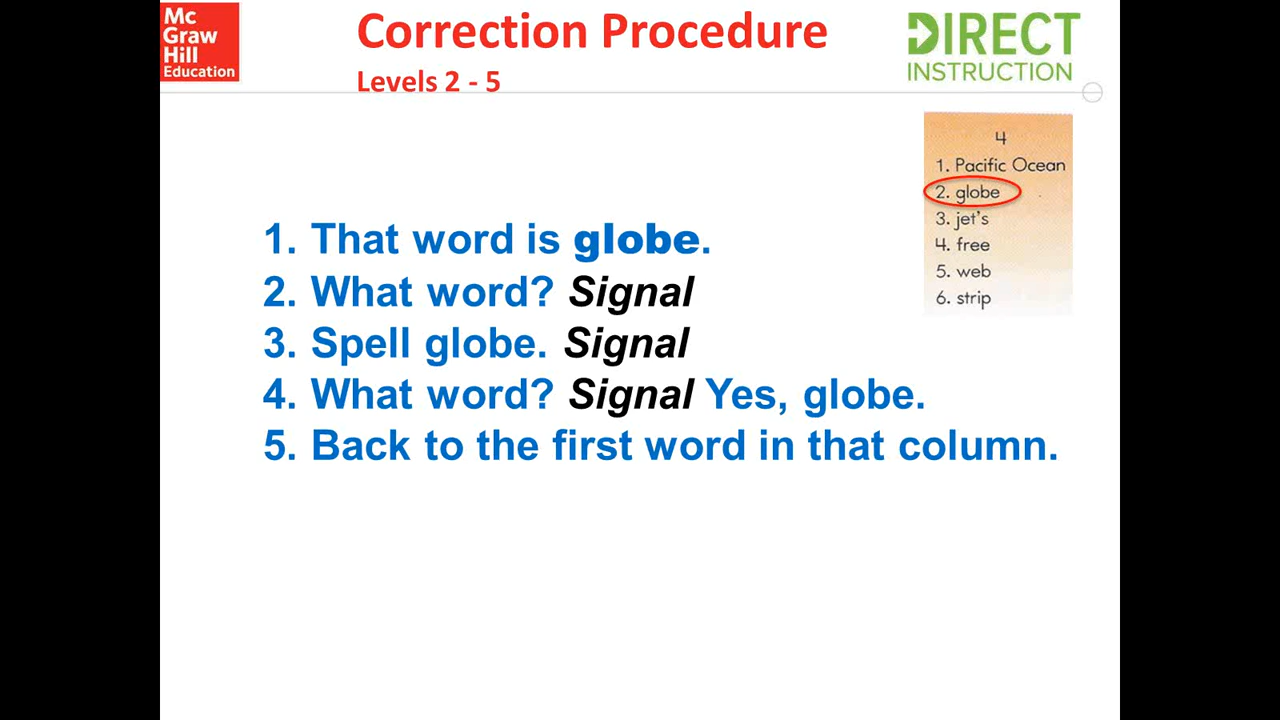 Mc
Graw
Hill
Education
Correction Procedure
Levels 2 - 5
DIRECT
INSTRUCTION
4
1. Pacific Ocean
2. globe
3. jet's
4. free
5. web
6. strip
1. That word is globe.
2. What word? Signal
3. Spell globe. Signal
4. What word? Signal Yes, globe.
5. Back to the first word in that column.